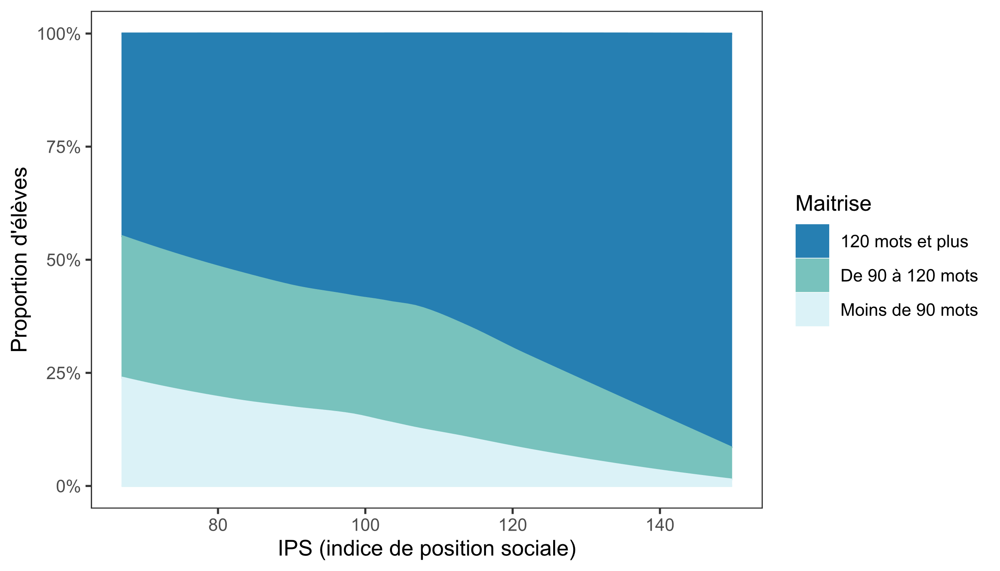 100%
75%
50%
25%
0%
Proportion d'élèves
80
100
120
140
IPS (indice de position sociale)
Maitrise
120 mots et plus
De 90 à 120 mots
Moins de 90 mots